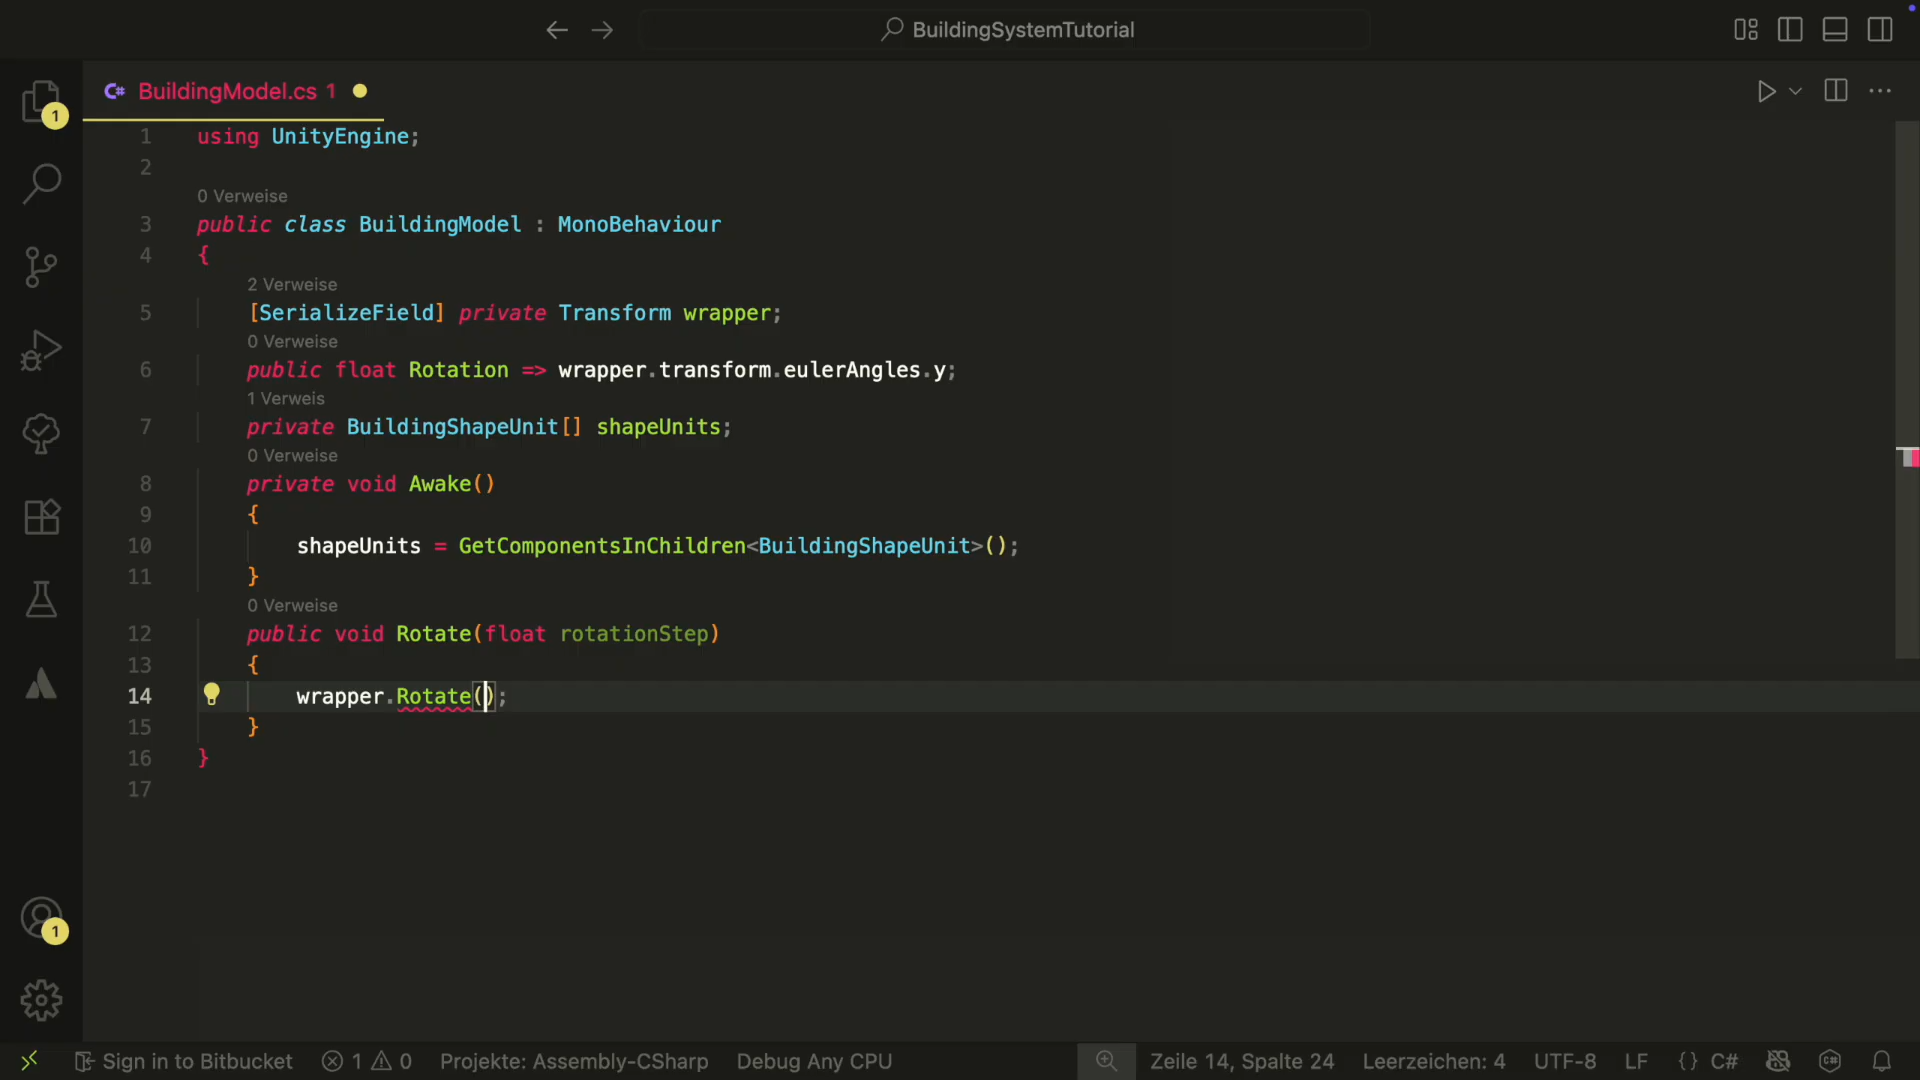 BuildingSystemTutorial
BuildingModel.cs 1
1
1 using UnityEngine;
2
0 Verweise
3 public class BuildingModel : MonoBehaviour
4 {
2 Verweise
5 [SerializeField] private Transform wrapper;
0 Verweise
6 public float Rotation => wrapper.transform.eulerAngles.y;
1 Verweis
7 private BuildingShapeUnit[] shapeUnits;
0 Verweise
8 private void Awake()
9 {
10 shapeUnits = GetComponentsInChildren<BuildingShapeUnit>();
11 }
0 Verweise
12 public void Rotate(float rotationStep)
13 {
14 wrapper.Rotate();
15 }
16 }
17
1
Sign in to Bitbucket 1 0 Projekte: Assembly-CSharp Debug Any CPU Zeile 14, Spalte 24 Leerzeichen: 4 UTF-8 LF {} C#